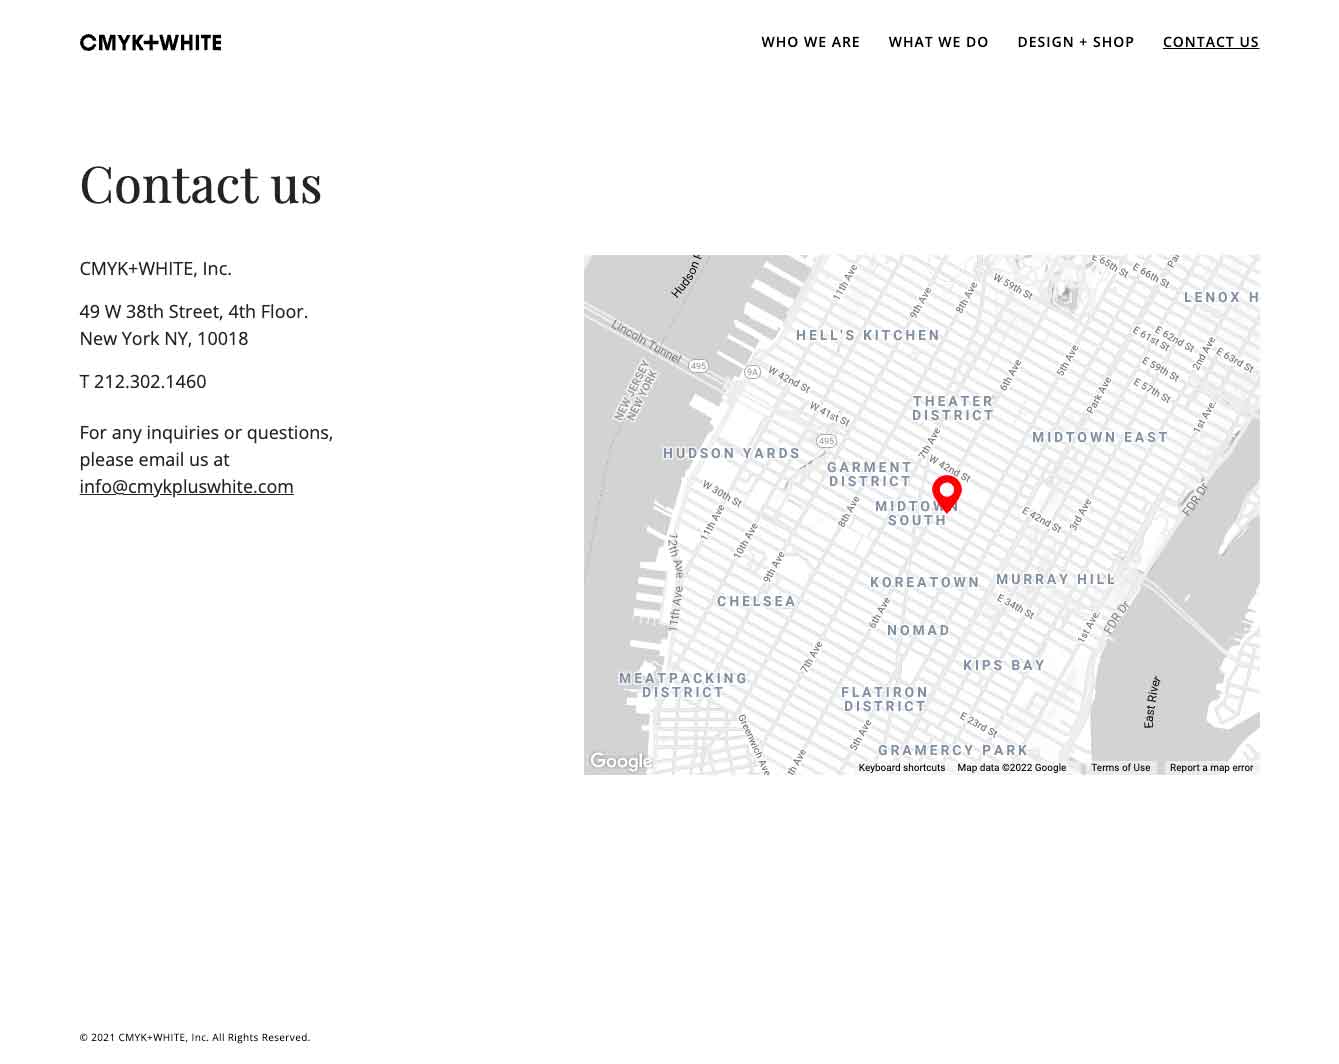 CMYK+WHITE
WHO WE ARE
WHAT WE DO
DESIGN + SHOP
CONTACT US
Contact us
CMYK+WHITE, Inc.
49 W 38th Street, 4th Floor.
New York NY, 10018
T 212.302.1460
For any inquiries or questions,
please email us at
info@cmykpluswhite.com
Hudson
11th Ave
9th Ave
8th Ave
W 59th St
E 65th St
E 66th St
LENOX H
Lincoln Tunnel
495
9A
HELL'S KITCHEN
W 42nd St
W 41st St
NEW JERSEY
NEW YORK
6th Ave
5th Ave
Park Ave
E 61st St
E 62nd St
2nd Ave
E 63rd St
E 59th St
E 57th St
1st Ave
THEATER
DISTRICT
MIDTOWN EAST
495
HUDSON YARDS
7th Ave
W 42nd St
GARMENT
DISTRICT
MIDTOWN
SOUTH
W 30th St
11th Ave
10th Ave
9th Ave
8th Ave
E 42nd St
3rd Ave
FDR Dr
12th Ave
11th Ave
KOREATOWN
MURRAY HILL
CHELSEA
6th Ave
E 34th St
1st Ave
FDR Dr
NOMAD
7th Ave
KIPS BAY
MEATPACKING
DISTRICT
FLATIRON
DISTRICT
East River
Greenwich Ave
5th Ave
E 23rd St
GRAMERCY PARK
Google
Keyboard shortcuts
Map data ©2022 Google
Terms of Use
Report a map error
© 2021 CMYK+WHITE, Inc. All Rights Reserved.